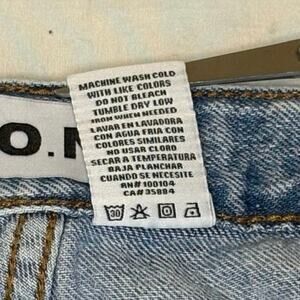 MACHINE WASH COLD
WITH LIKE COLORS
DO NOT BLEACH
TUMBLE DRY LOW
IRON WHEN NEEDED
LAVAR EN LAVADORA
CON AGUA FRIA CON
COLORES SIMILARES
NO USAR CLORO
SECAR A TEMPERATURA
BAJA PLANCHAR
CUANDO SE NECESITE
RN# 100104
CA# 35884
30
O.